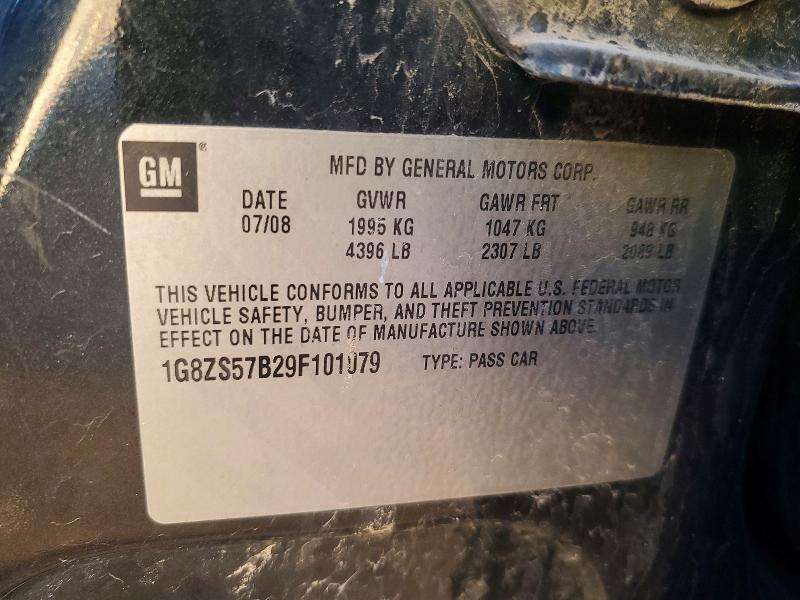 GM®
MFD BY GENERAL MOTORS CORP.
DATE GVWR GAWR FRT GAWR RR
07/08 1995 KG 1047 KG 948 KG
4396 LB 2307 LB 2089 LB
THIS VEHICLE CONFORMS TO ALL APPLICABLE U.S. FEDERAL MOTOR
VEHICLE SAFETY, BUMPER, AND THEFT PREVENTION STANDARDS IN
EFFECT ON THE DATE OF MANUFACTURE SHOWN ABOVE.
1G8ZS57B29F101079 TYPE: PASS CAR